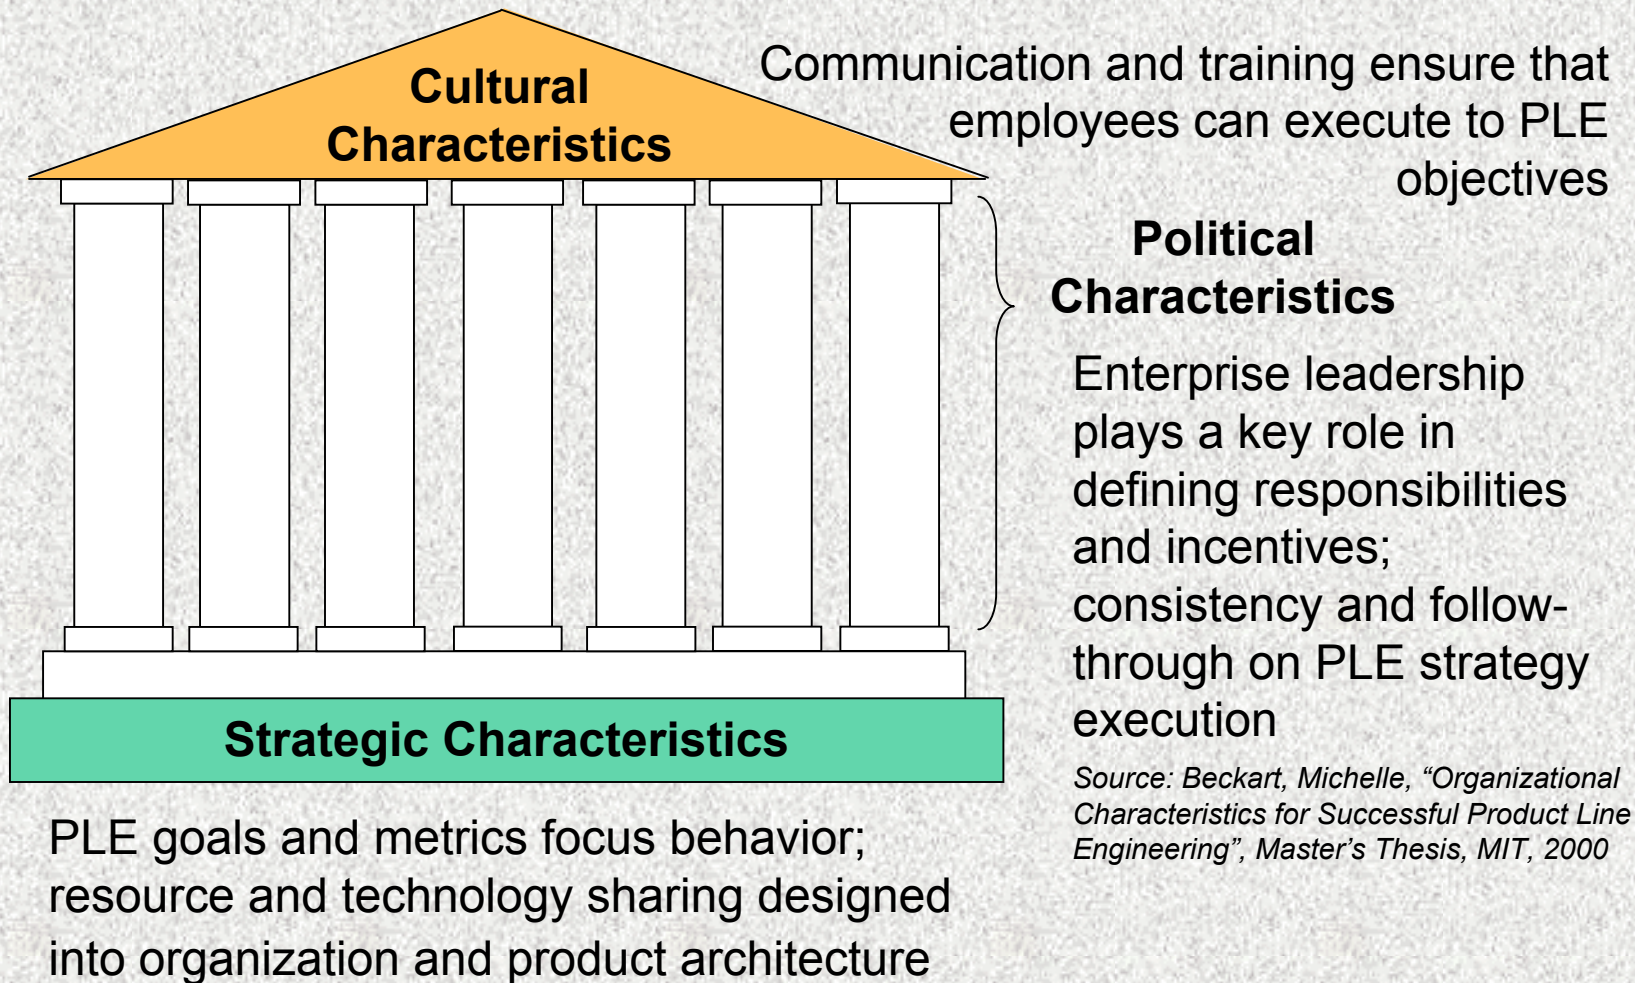 Cultural
Characteristics
Communication and training ensure that
employees can execute to PLE
objectives
Political
Characteristics
Enterprise leadership
plays a key role in
defining responsibilities
and incentives;
consistency and follow-
through on PLE strategy
execution
Strategic Characteristics
PLE goals and metrics focus behavior;
resource and technology sharing designed
into organization and product architecture
Source: Beckart, Michelle, “Organizational
Characteristics for Successful Product Line
Engineering”, Master’s Thesis, MIT, 2000